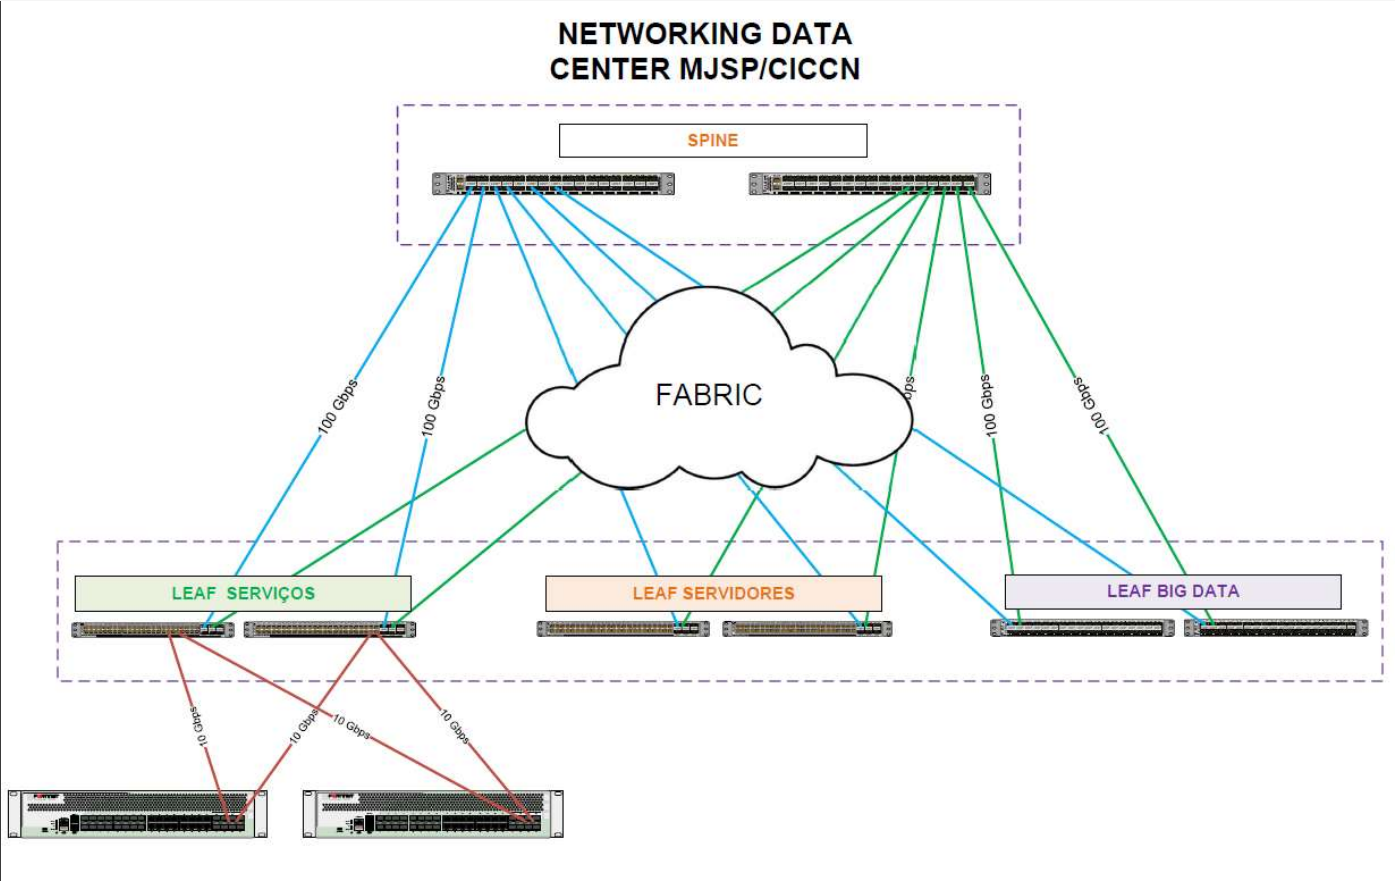 NETWORKING DATA
CENTER MJSP/CICCN
SPINE
FABRIC
100 Gbps
100 Gbps
100 Gbps
100 Gbps
LEAF SERVIÇOS
LEAF SERVIDORES
LEAF BIG DATA
10 Gbps
10 Gbps
10 Gbps
10 Gbps